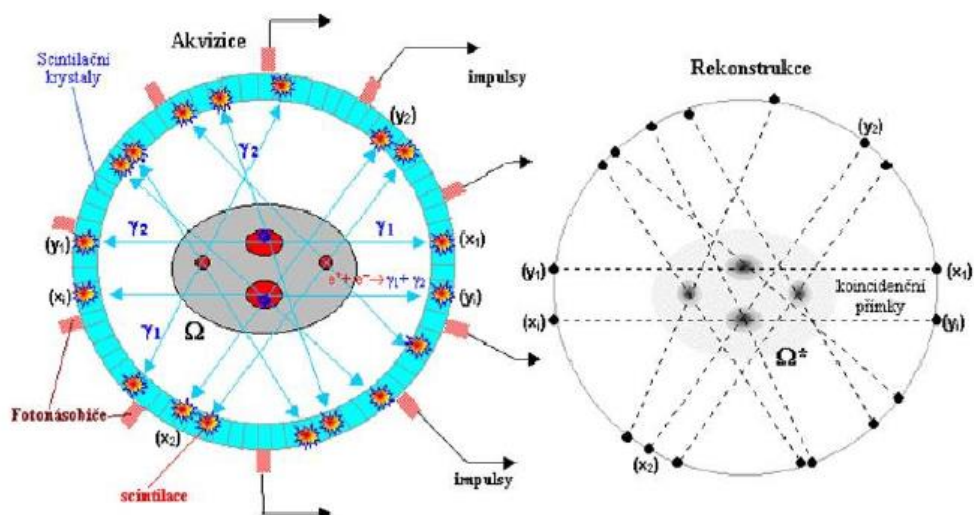 Akvizice
Scintilační
krystaly
impulsy
(y₂)
γ₂
γ₂
γ₁
(y₁)
(x₁)
e⁺+e⁻→γ₁+γ₂
(xᵢ)
(yᵢ)
γ₁
Ω
Fotonásobiče
(x₂)
scintilace
impulsy
Rekonstrukce
(y₂)
(y₁)
(x₁)
koincidenční
přímky
(xᵢ)
(yᵢ)
Ω*
(x₂)